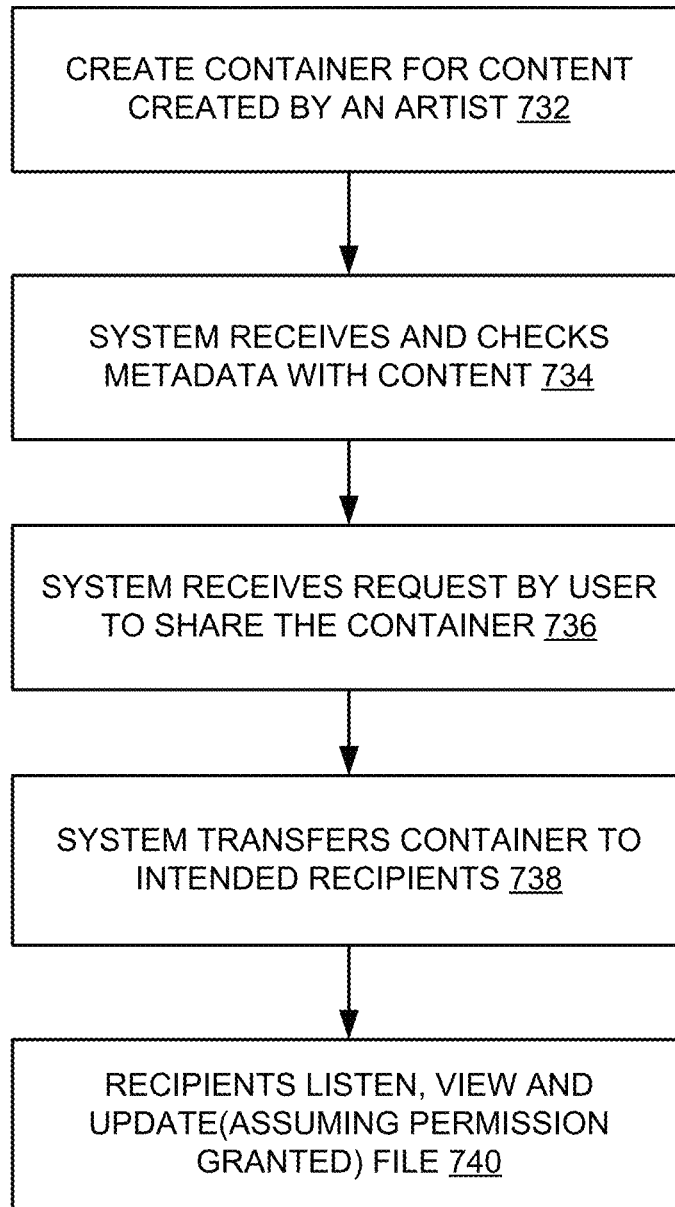 CREATE CONTAINER FOR CONTENT
CREATED BY AN ARTIST 732
SYSTEM RECEIVES AND CHECKS
METADATA WITH CONTENT 734
SYSTEM RECEIVES REQUEST BY USER
TO SHARE THE CONTAINER 736
SYSTEM TRANSFERS CONTAINER TO
INTENDED RECIPIENTS 738
RECIPIENTS LISTEN, VIEW AND
UPDATE(ASSUMING PERMISSION
GRANTED) FILE 740